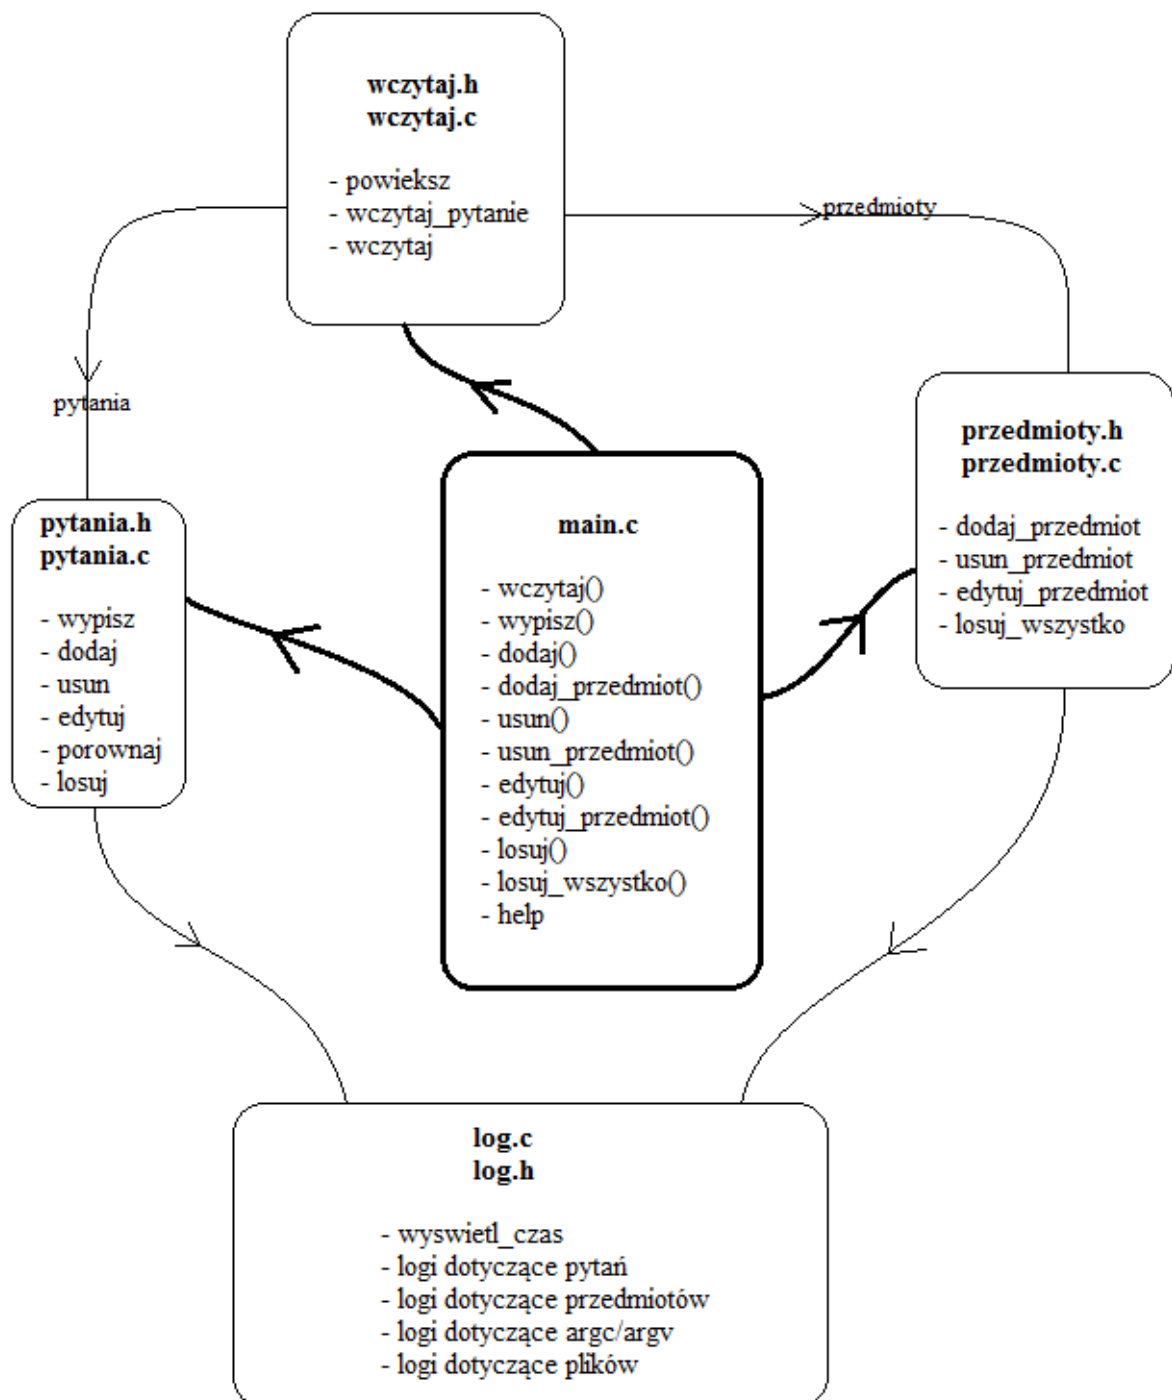 wczytaj.h
wczytaj.c
- powieksz
- wczytaj_pytanie
- wczytaj
przedmioty
pytania
przedmioty.h
przedmioty.c
- dodaj_przedmiot
- usun_przedmiot
- edytuj_przedmiot
- losuj_wszystko
pytania.h
pytania.c
- wypisz
- dodaj
- usun
- edytuj
- porownaj
- losuj
main.c
- wczytaj()
- wypisz()
- dodaj()
- dodaj_przedmiot()
- usun()
- usun_przedmiot()
- edytuj()
- edytuj_przedmiot()
- losuj()
- losuj_wszystko()
- help
log.c
log.h
- wyswietl_czas
- logi dotyczące pytań
- logi dotyczące przedmiotów
- logi dotyczące argc/argv
- logi dotyczące plików